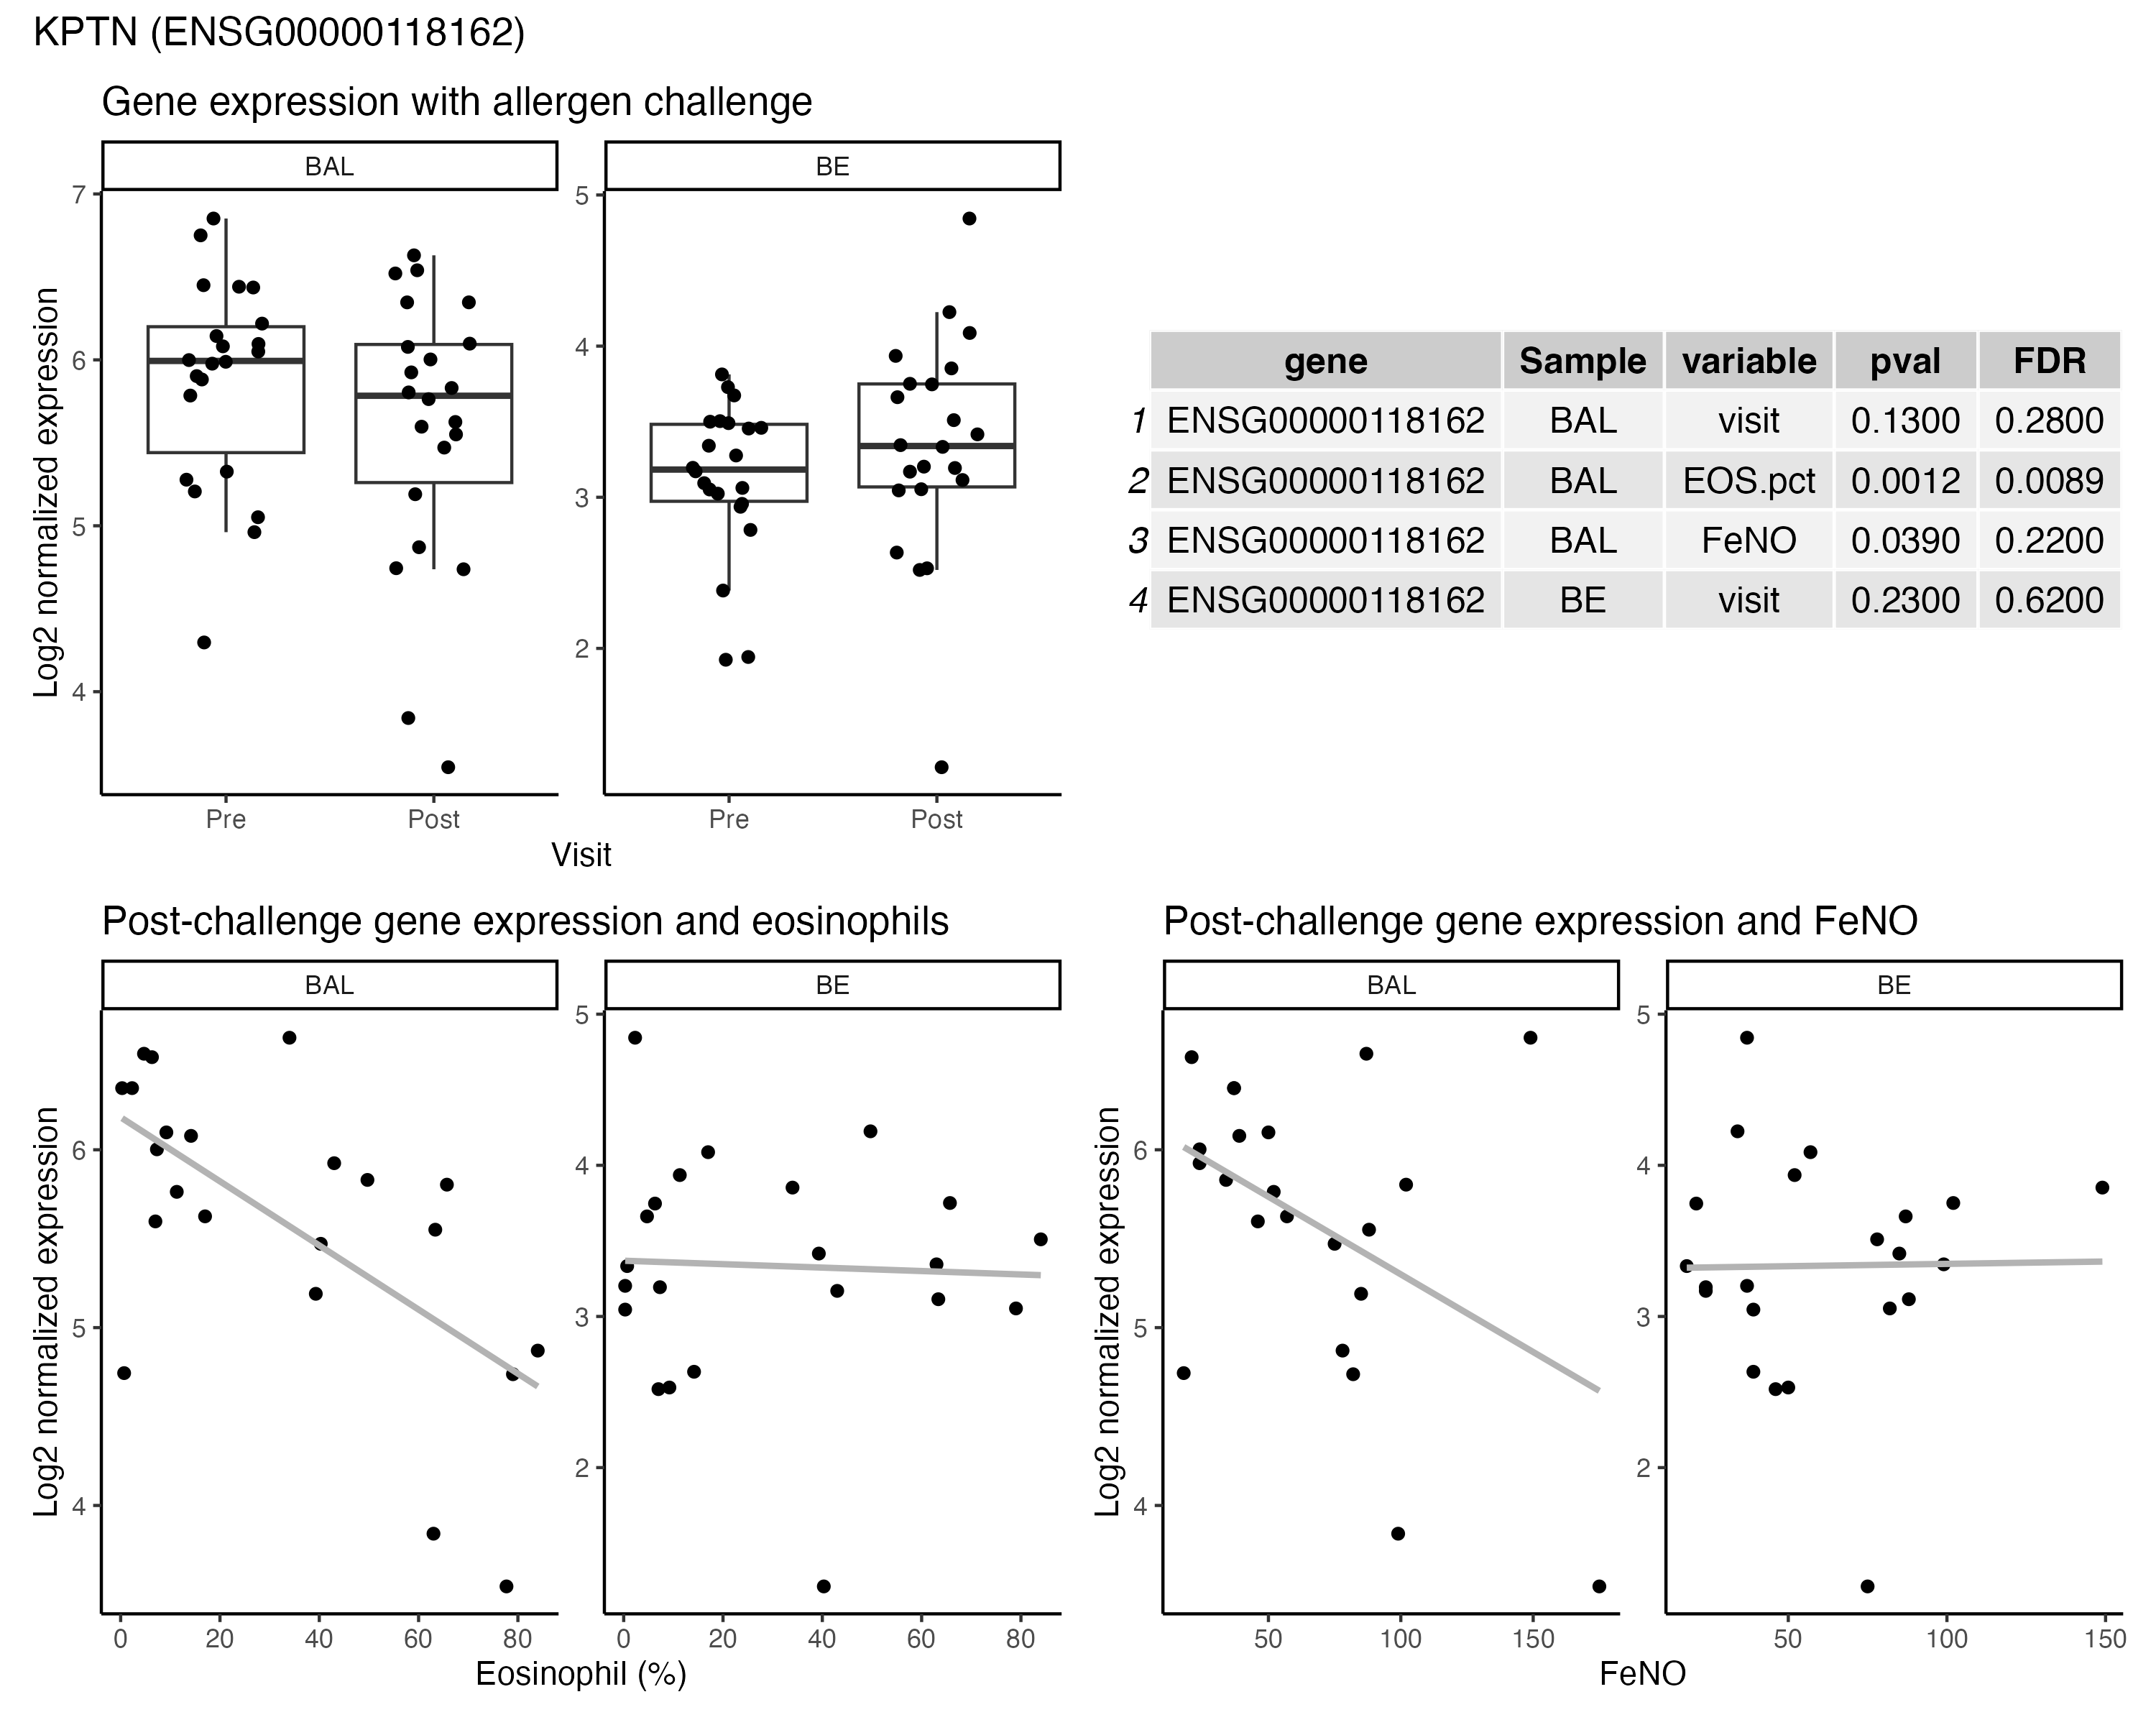 KPTN (ENSG00000118162)
Gene expression with allergen challenge
BAL
BE
Log2 normalized expression
7
6
5
4
5
4
3
2
Pre
Post
Pre
Post
Visit
gene Sample variable pval FDR
1 ENSG00000118162 BAL visit 0.1300 0.2800
2 ENSG00000118162 BAL EOS.pct 0.0012 0.0089
3 ENSG00000118162 BAL FeNO 0.0390 0.2200
4 ENSG00000118162 BE visit 0.2300 0.6200
Post-challenge gene expression and eosinophils
BAL
BE
Log2 normalized expression
6
5
4
5
4
3
2
0 20 40 60 80
0 20 40 60 80
Eosinophil (%)
Post-challenge gene expression and FeNO
BAL
BE
Log2 normalized expression
6
5
4
5
4
3
2
50 100 150
50 100 150
FeNO